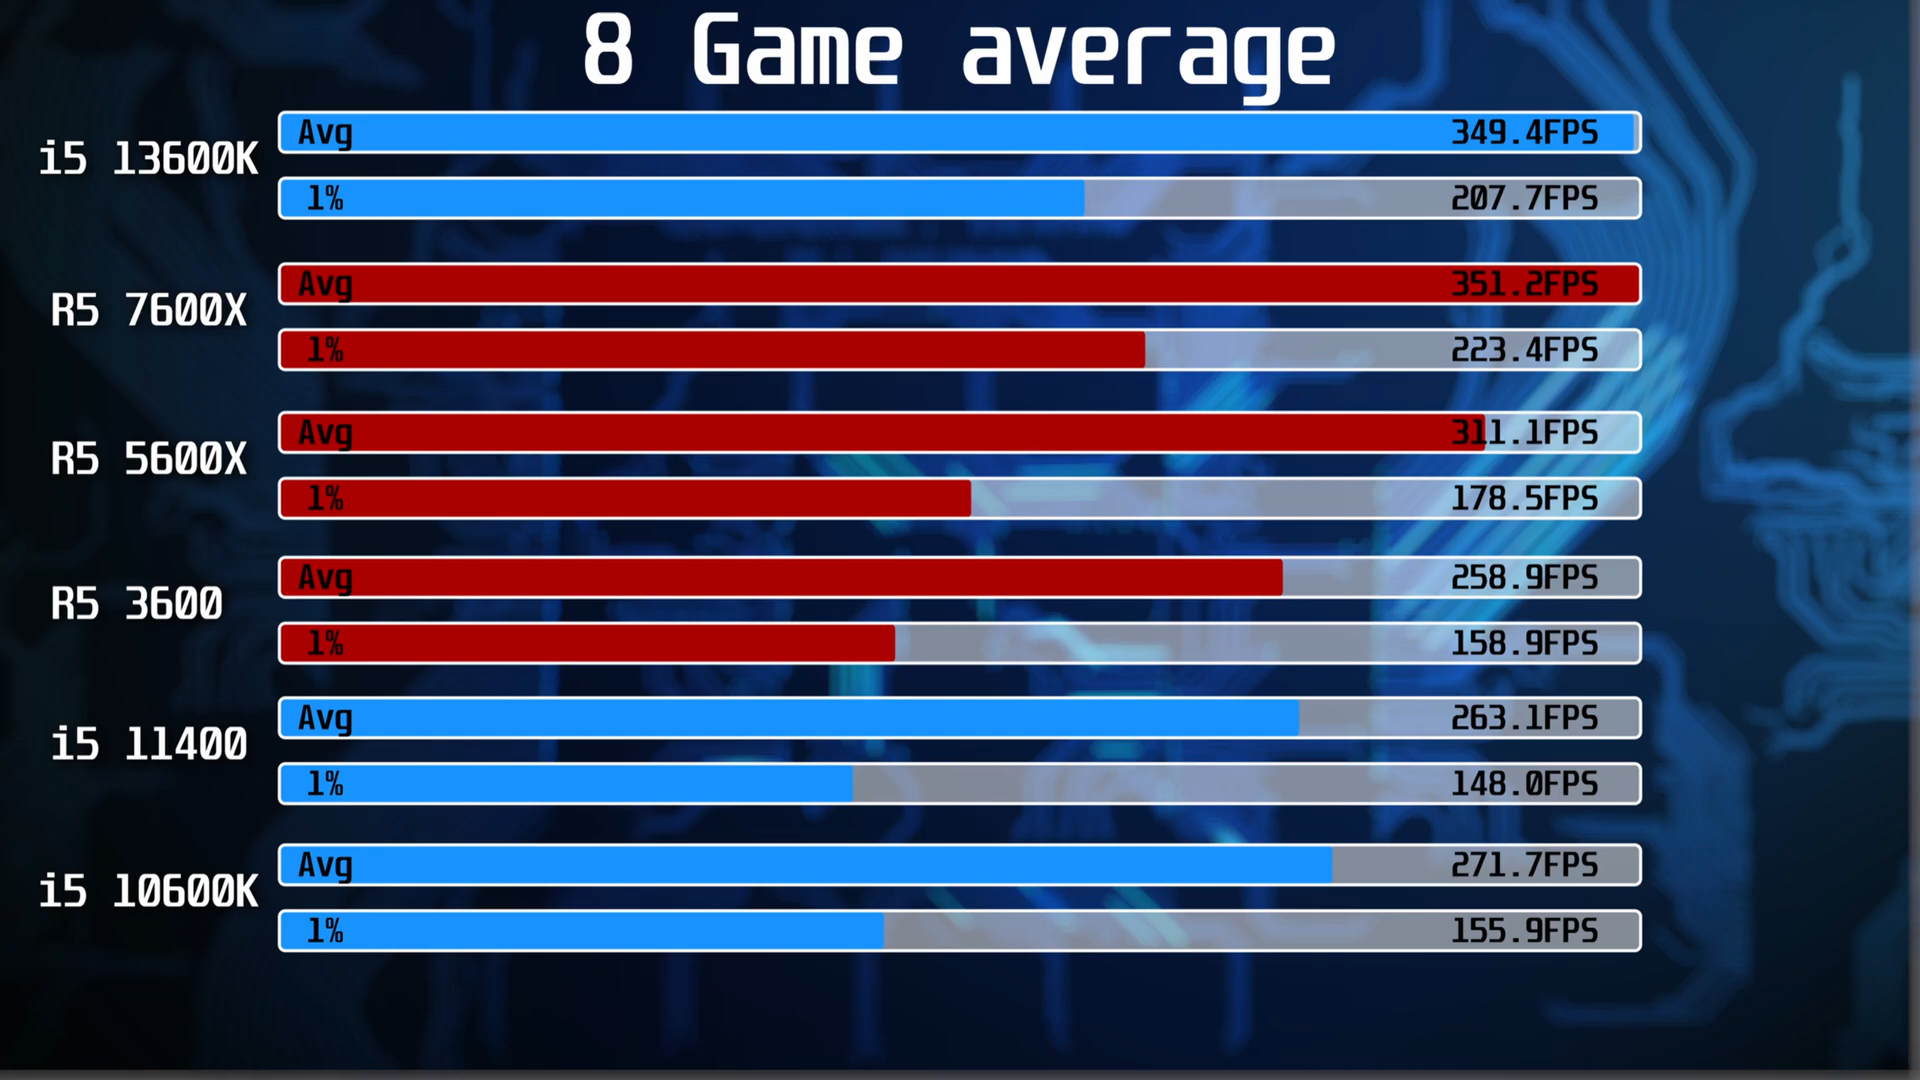 8 Game average
i5 13600K
Avg 349.4FPS
1% 207.7FPS
R5 7600X
Avg 351.2FPS
1% 223.4FPS
R5 5600X
Avg 311.1FPS
1% 178.5FPS
R5 3600
Avg 258.9FPS
1% 158.9FPS
i5 11400
Avg 263.1FPS
1% 148.0FPS
i5 10600K
Avg 271.7FPS
1% 155.9FPS